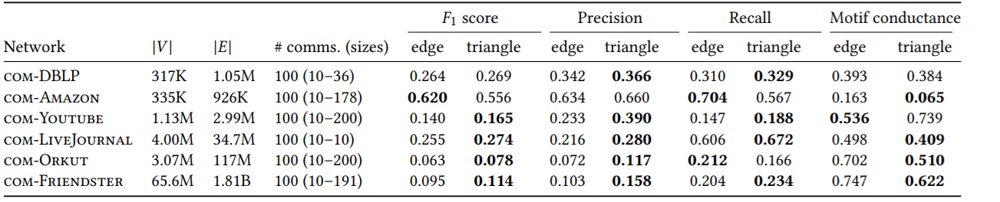 F1 score Precision Recall Motif conductance
Network |V| |E| # comms. (sizes) edge triangle edge triangle edge triangle edge triangle
COM-DBLP 317K 1.05M 100 (10–36) 0.264 0.269 0.342 0.366 0.310 0.329 0.393 0.384
COM-AMAZON 335K 926K 100 (10–178) 0.620 0.556 0.634 0.660 0.704 0.567 0.163 0.065
COM-YOUTUBE 1.13M 2.99M 100 (10–200) 0.140 0.165 0.233 0.390 0.147 0.188 0.536 0.739
COM-LIVEJOURNAL 4.00M 34.7M 100 (10–10) 0.255 0.274 0.216 0.280 0.606 0.672 0.498 0.409
COM-ORKUT 3.07M 117M 100 (10–200) 0.063 0.078 0.072 0.117 0.212 0.166 0.702 0.510
COM-FRIENDSTER 65.6M 1.81B 100 (10–191) 0.095 0.114 0.103 0.158 0.204 0.234 0.747 0.622